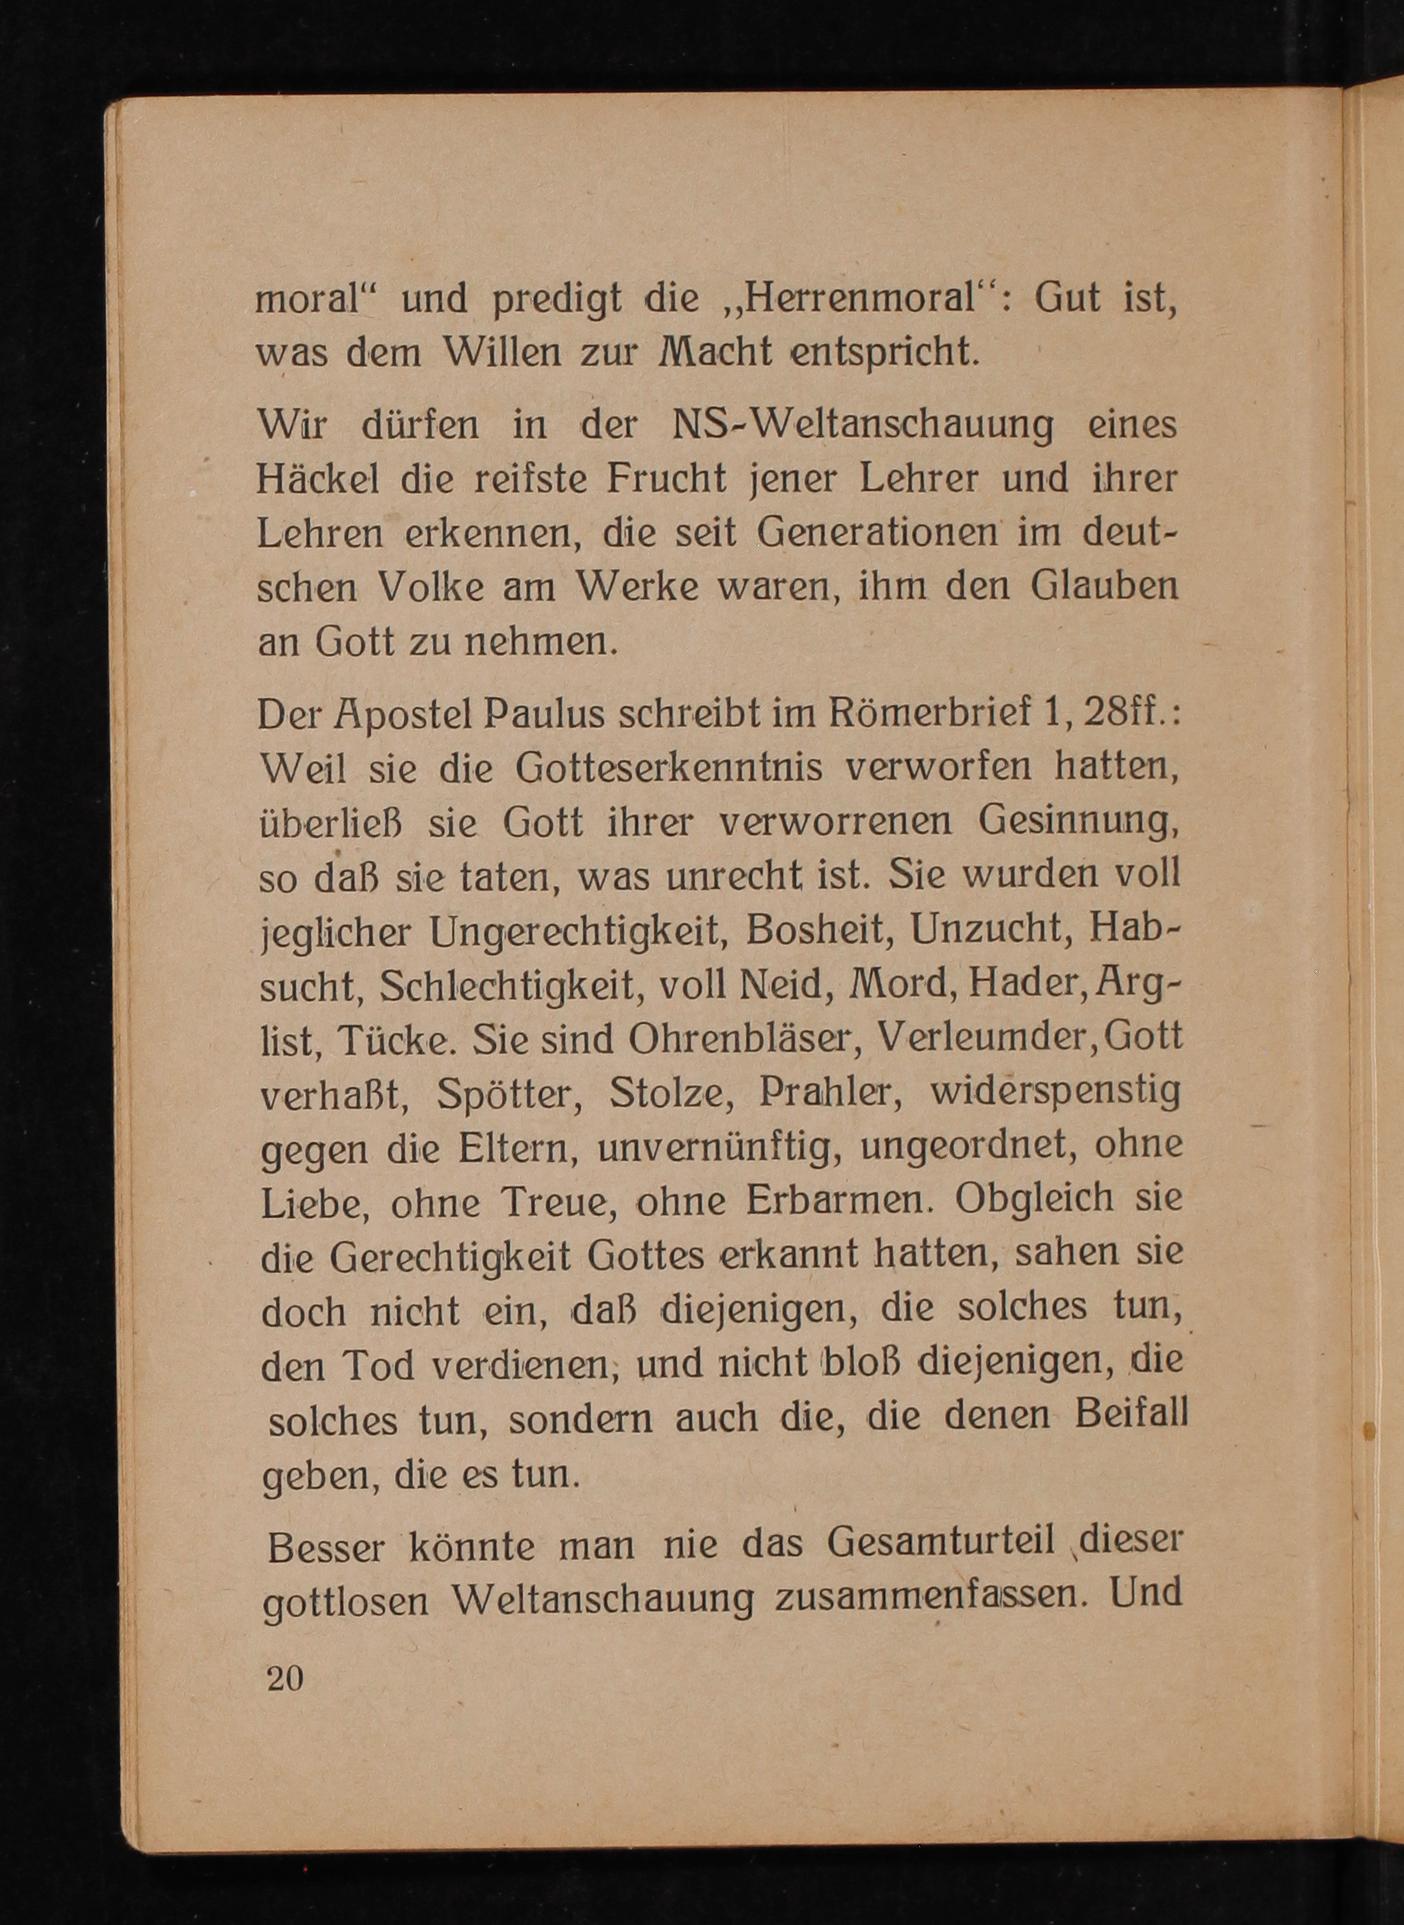 moral“ und predigt die „Herrenmoral“: Gut ist,
was dem Willen zur Macht entspricht.
Wir dürfen in der NS-Weltanschauung eines
Häckel die reifste Frucht jener Lehrer und ihrer
Lehren erkennen, die seit Generationen im deut-
schen Volke am Werke waren, ihm den Glauben
an Gott zu nehmen.
Der Apostel Paulus schreibt im Römerbrief 1, 28ff.:
Weil sie die Gotteserkenntnis verworfen hatten,
überließ sie Gott ihrer verworrenen Gesinnung,
so daß sie taten, was unrecht ist. Sie wurden voll
jeglicher Ungerechtigkeit, Bosheit, Unzucht, Hab-
sucht, Schlechtigkeit, voll Neid, Mord, Hader, Arg-
list, Tücke. Sie sind Ohrenbläser, Verleumder, Gott
verhaßt, Spötter, Stolze, Prahler, widerspenstig
gegen die Eltern, unvernünftig, ungeordnet, ohne
Liebe, ohne Treue, ohne Erbarmen. Obgleich sie
die Gerechtigkeit Gottes erkannt hatten, sahen sie
doch nicht ein, daß diejenigen, die solches tun,
den Tod verdienen; und nicht bloß diejenigen, die
solches tun, sondern auch die, die denen Beifall
geben, die es tun.
Besser könnte man nie das Gesamturteil dieser
gottlosen Weltanschauung zusammenfassen. Und
20